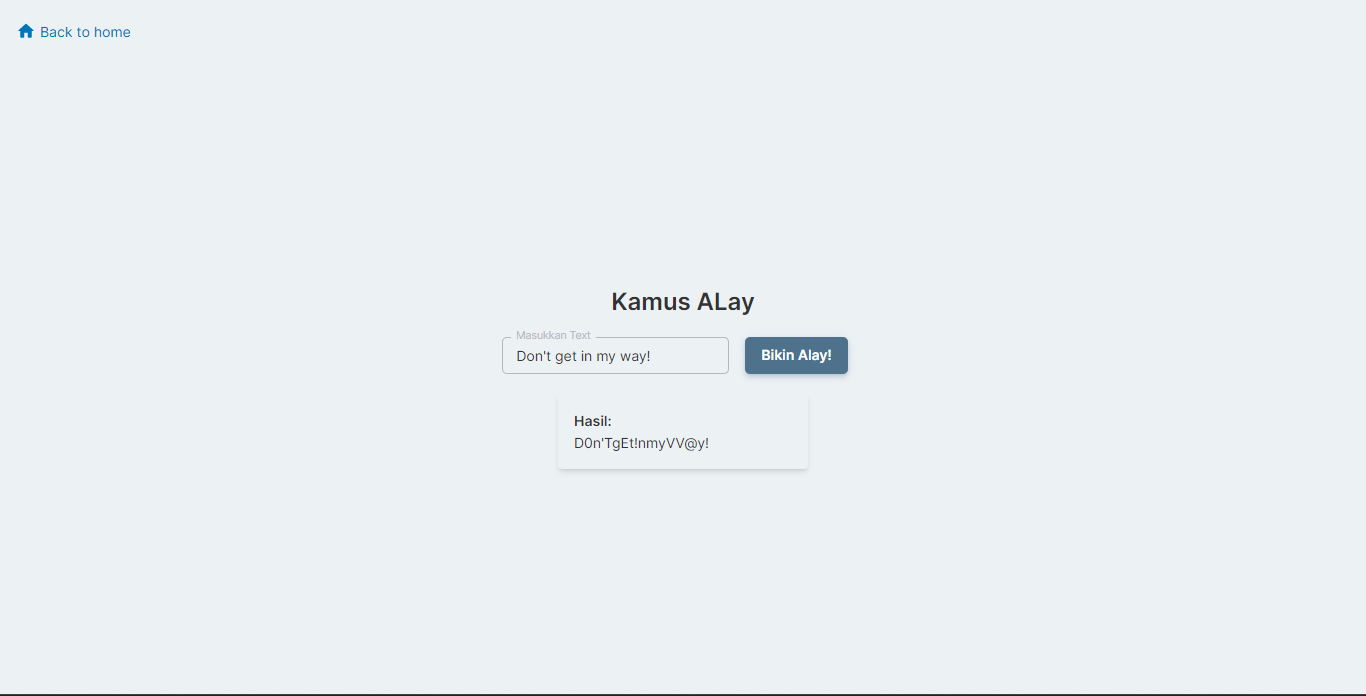 Back to home
Kamus ALay
Masukkan Text
Don't get in my way!
Bikin Alay!
Hasil:
D0n'TgEt!nmyVV@y!